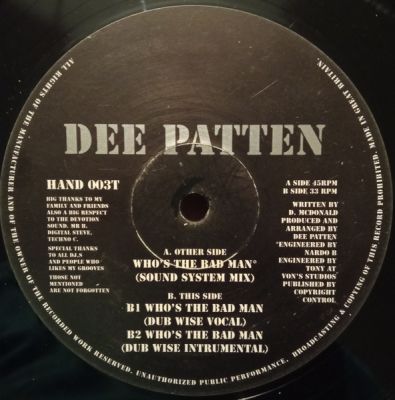 ALL RIGHTS OF THE MANUFACTURER AND OF THE OWNER OF THE RECORDED WORK RESERVED. UNAUTHORIZED PUBLIC PERFORMANCE. BROADCASTING & COPYING OF THIS RECORD PROHIBITED. MADE IN GREAT BRITAIN.
DEE PATTEN
HAND 003T
BIG THANKS TO MY
FAMILY AND FRIENDS
ALSO A BIG RESPECT
TO THE DEVOTION
SOUND. MR B.
DIGITAL STEVE,
TECHNO C.
SPECIAL THANKS
TO ALL D.J.S
AND PEOPLE WHO
LIKES MY GROOVES
THOSE NOT
MENTIONED
ARE NOT FORGOTTEN
A. OTHER SIDE
WHO'S THE BAD MAN*
(SOUND SYSTEM MIX)
B. THIS SIDE
B1 WHO'S THE BAD MAN
(DUB WISE VOCAL)
B2 WHO'S THE BAD MAN
(DUB WISE INTRUMENTAL)
A SIDE 45RPM
B SIDE 33 RPM
WRITTEN BY
D. MCDONALD
PRODUCED AND
ARRANGED BY
DEE PATTEN
*ENGINEERED BY
NARDO B
ENGINEERED BY
TONY AT
VON'S STUDIOS
PUBLISHED BY
COPYRIGHT
CONTROL